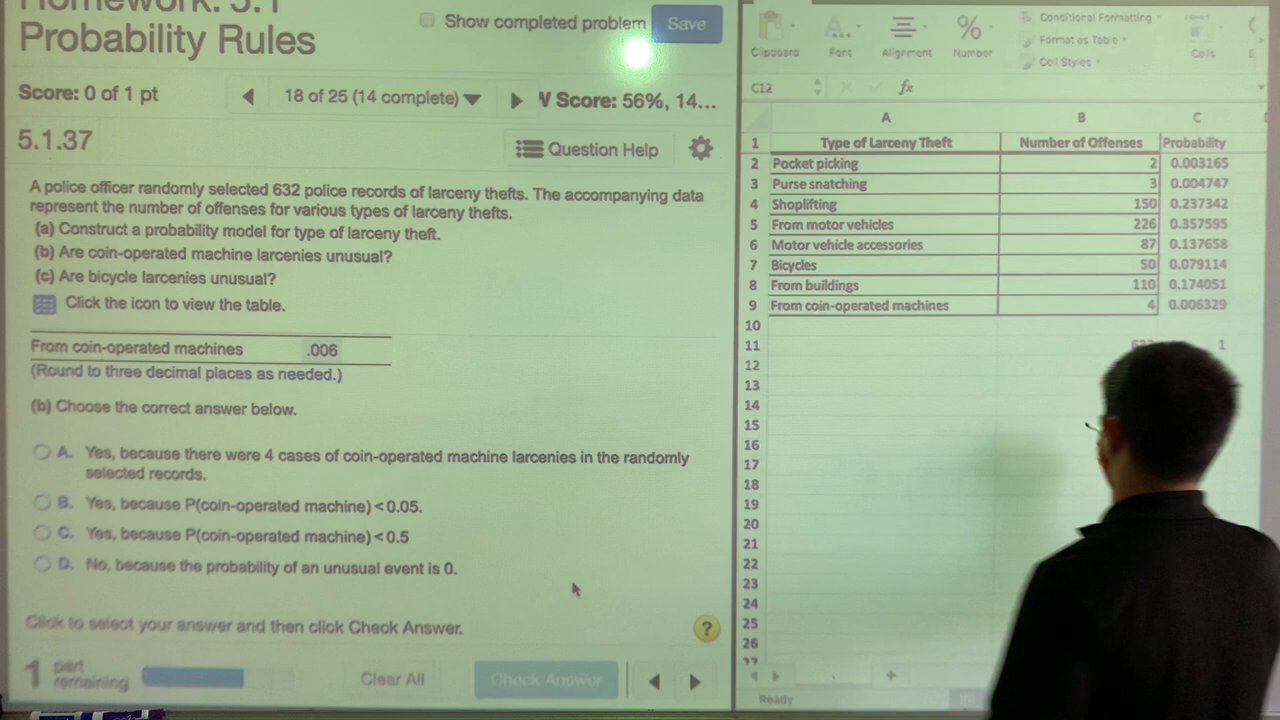 Homework: 5.1
Probability Rules
Show completed problem
Save
Score: 0 of 1 pt
18 of 25 (14 complete)
Score: 56%, 14...
5.1.37
Question Help
A police officer randomly selected 632 police records of larceny thefts. The accompanying data
represent the number of offenses for various types of larceny thefts.
(a) Construct a probability model for type of larceny theft.
(b) Are coin-operated machine larcenies unusual?
(c) Are bicycle larcenies unusual?
Click the icon to view the table.
From coin-operated machines .006
(Round to three decimal places as needed.)
(b) Choose the correct answer below.
A. Yes, because there were 4 cases of coin-operated machine larcenies in the randomly
selected records.
B. Yes, because P(coin-operated machine) < 0.05.
C. Yes, because P(coin-operated machine) < 0.5
D. No, because the probability of an unusual event is 0.
Click to select your answer and then click Check Answer.
?
1 part
remaining
Clear All
Check Answer
Clipboard
A...
Font
Alignment
%
Number
Conditional Formatting
Format as Table
Cell Styles
Cells
C12
fx
A B C
1 Type of Larceny Theft Number of Offenses Probability
2 Pocket picking 2 0.003165
3 Purse snatching 3 0.004747
4 Shoplifting 150 0.237342
5 From motor vehicles 226 0.357595
6 Motor vehicle accessories 87 0.137658
7 Bicycles 50 0.079114
8 From buildings 110 0.174051
9 From coin-operated machines 4 0.006329
10
11 1
12
13
14
15
16
17
18
19
20
21
22
23
24
25
26
27
+
Ready